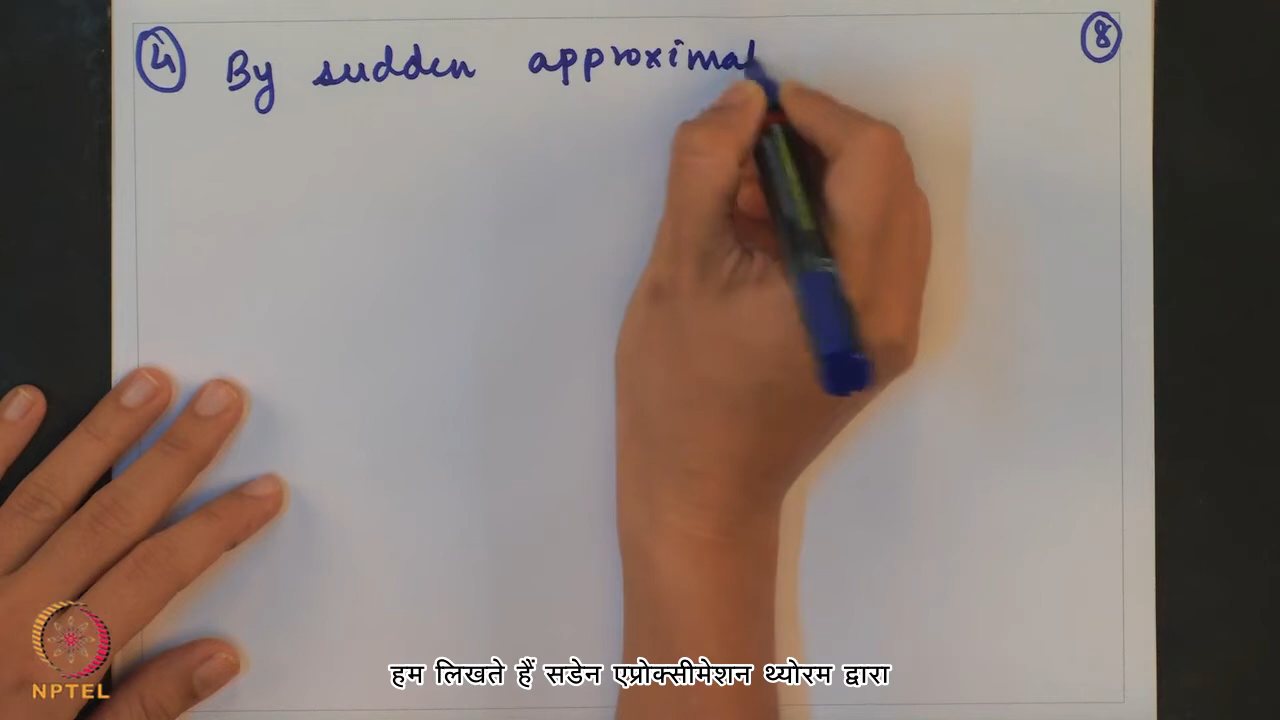 ④ By sudden approximat
⑧
NPTEL
हम लिखते हैं सडेन एप्रोक्सीमेशन थ्योरम द्वारा